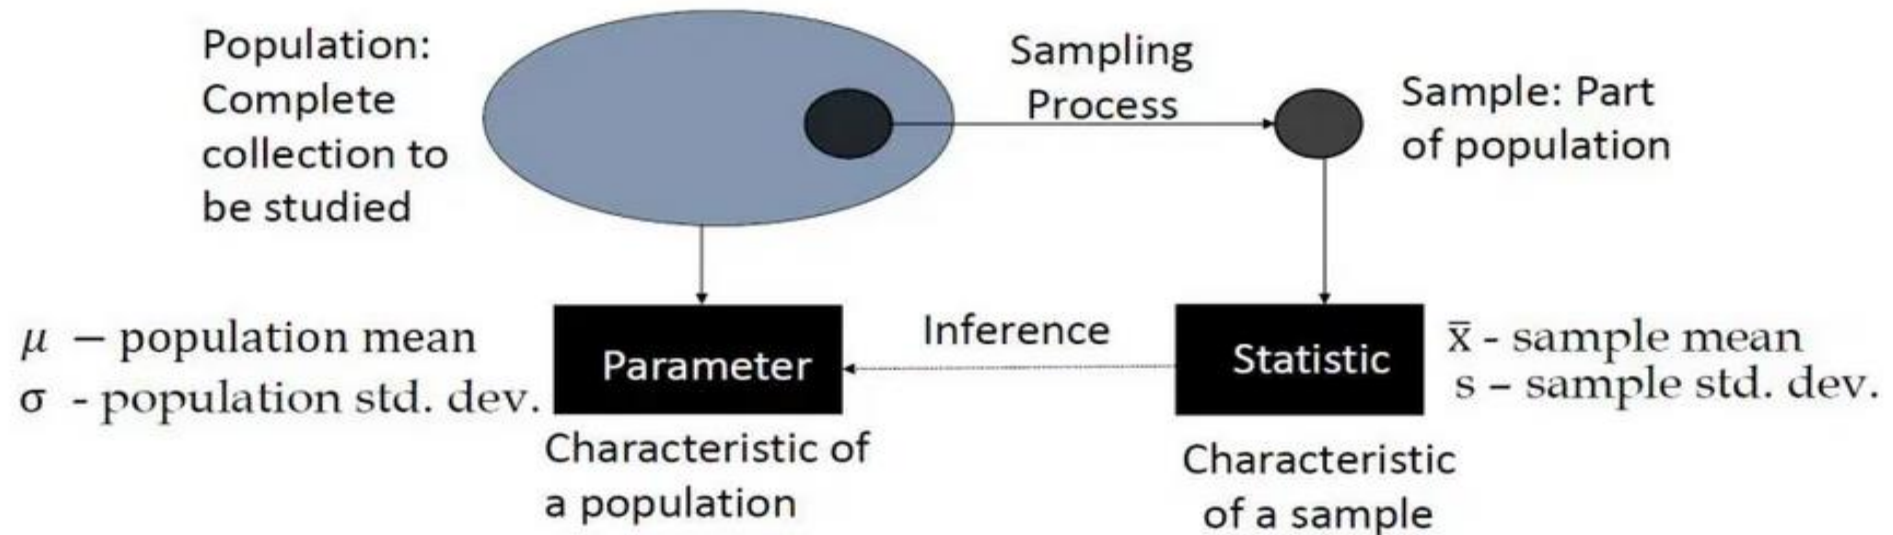 Population:
Complete
collection to
be studied
Sampling
Process
Sample: Part
of population
μ – population mean
σ - population std. dev.
Parameter
Inference
Statistic
x̄ - sample mean
s – sample std. dev.
Characteristic of
a population
Characteristic
of a sample